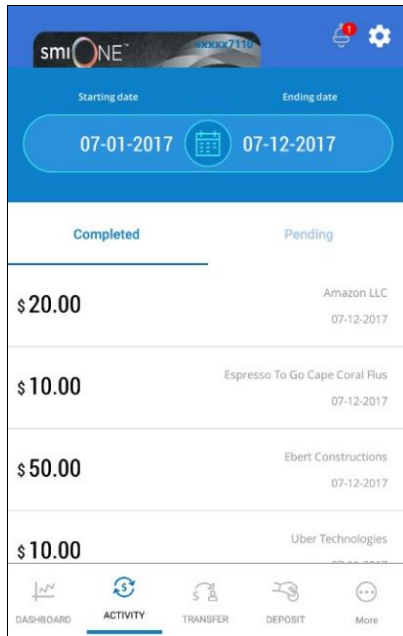 smiONE™
xxxxx7110
1
Starting date
Ending date
07-01-2017
07-12-2017
Completed
Pending
$20.00
Amazon LLC
07-12-2017
$10.00
Espresso To Go Cape Coral Flus
07-12-2017
$50.00
Ebert Constructions
07-12-2017
$10.00
Uber Technologies
DASHBOARD
ACTIVITY
TRANSFER
DEPOSIT
More